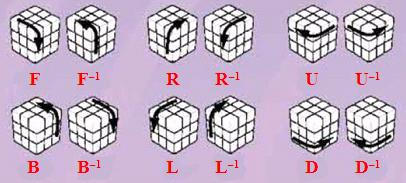 F F⁻¹ R R⁻¹ U U⁻¹
B B⁻¹ L L⁻¹ D D⁻¹